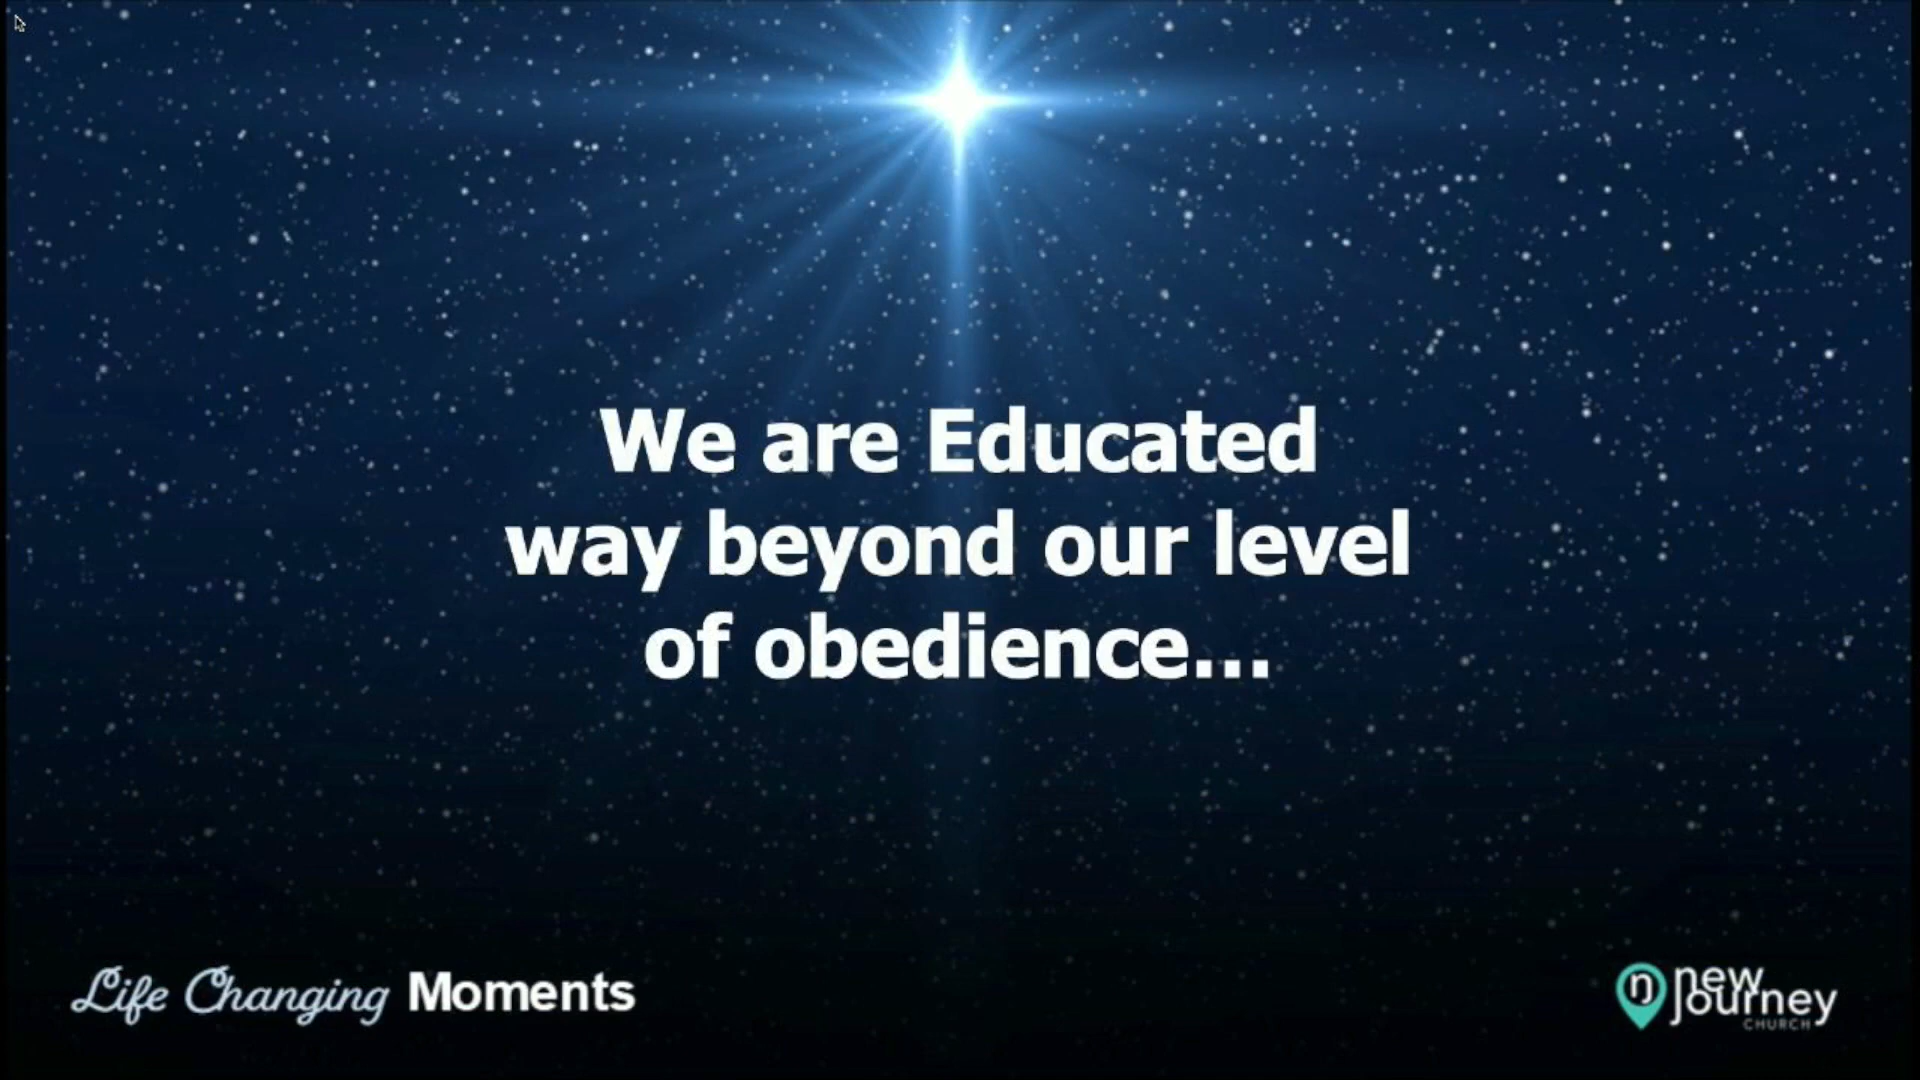 We are Educated
way beyond our level
of obedience...
Life Changing Moments
n new
Journey
CHURCH